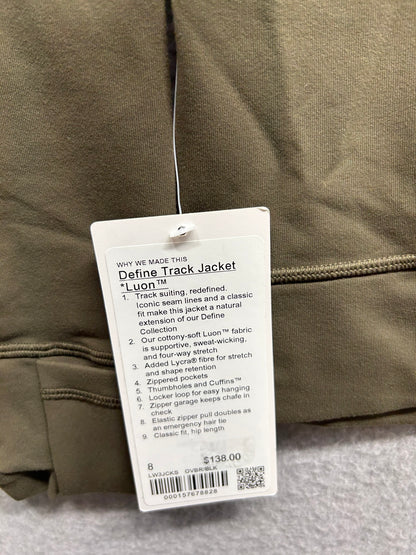 WHY WE MADE THIS
Define Track Jacket
*Luon™
1. Track suiting, redefined.
Iconic seam lines and a classic
fit make this jacket a natural
extension of our Define
Collection
2. Our cottony-soft Luon™ fabric
is supportive, sweat-wicking,
and four-way stretch
3. Added Lycra® fibre for stretch
and shape retention
4. Zippered pockets
5. Thumbholes and Cuffins™
6. Locker loop for easy hanging
7. Zipper garage keeps chafe in
check
8. Elastic zipper pull doubles as
an emergency hair tie
9. Classic fit, hip length
8 $138.00
LW3JCKS DVBR/BLK
000157678828